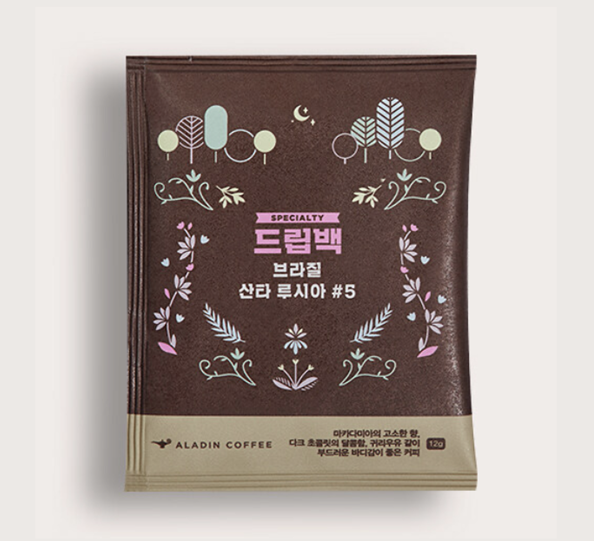 SPECIALTY
드립백
브라질
산타 루시아 #5
ALADIN COFFEE
마카다미아의 고소한 향,
다크 초콜릿의 달콤함, 귀리우유 같이
부드러운 바디감이 좋은 커피
12g